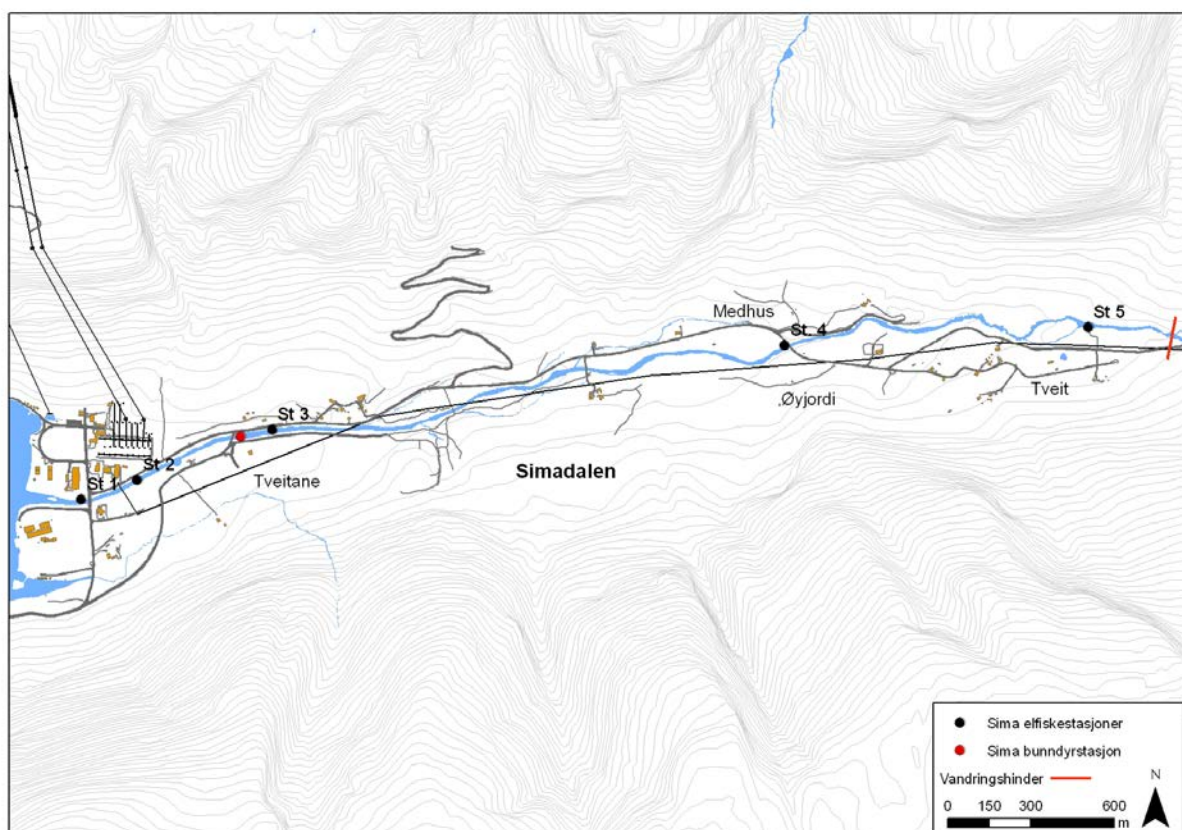 Medhus
St. 4
St 5
Øyjordi
Tveit
St 3
Simadalen
St 2
Tveitane
St 1
Sima elfiskestasjoner
Sima bunndyrstasjon
Vandringshinder
N
0 150 300 600
m